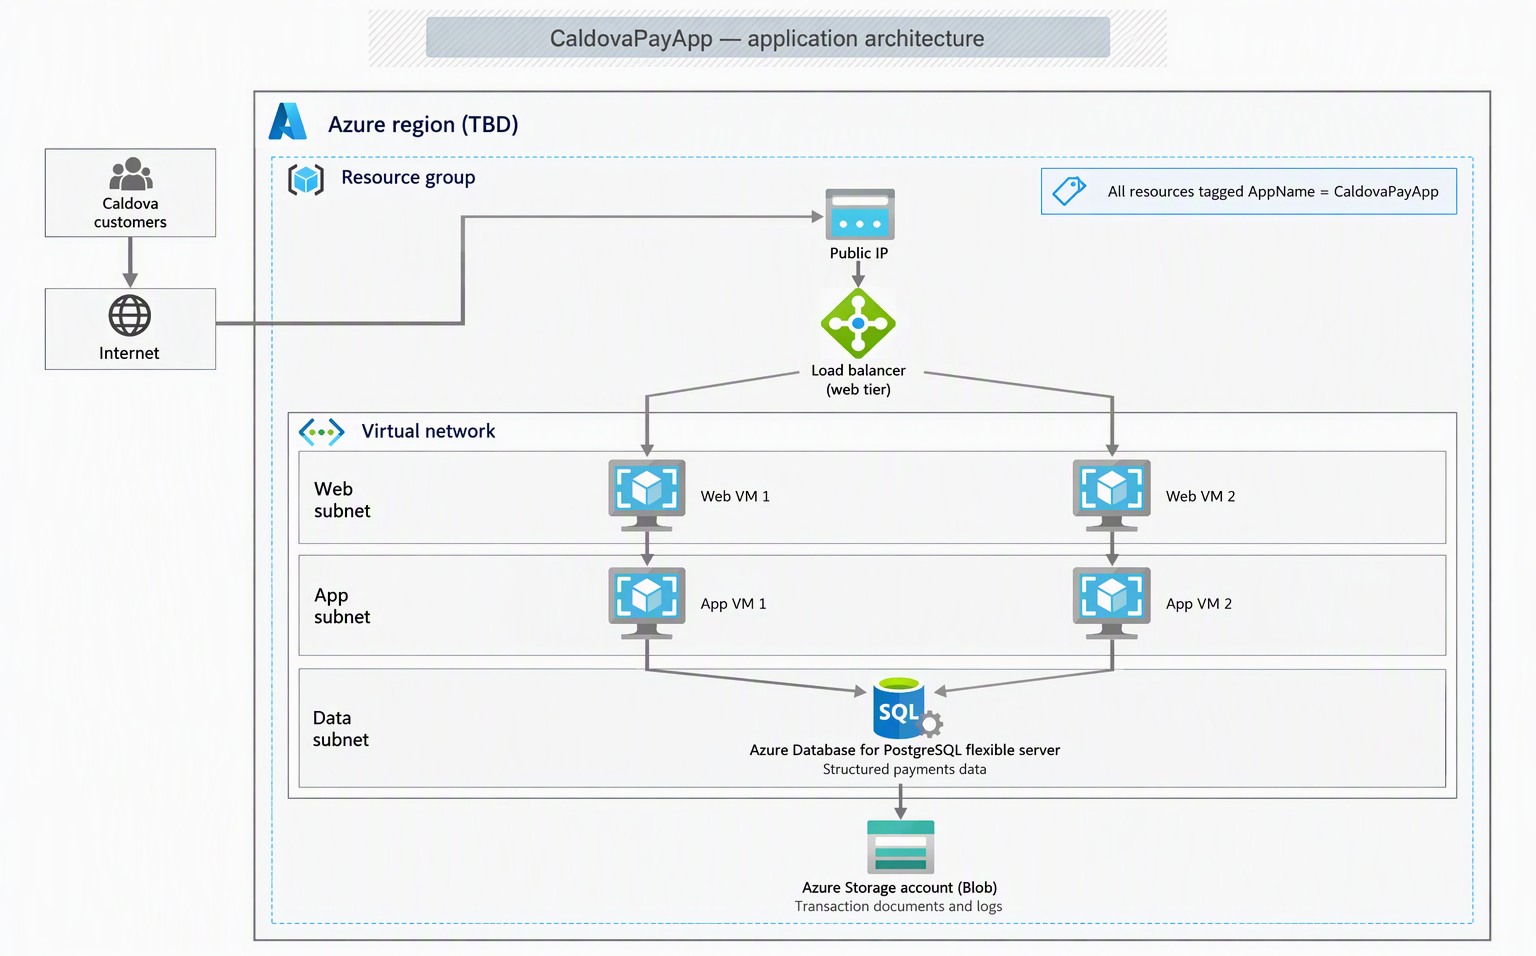 CaldovaPayApp — application architecture
Azure region (TBD)
Resource group
All resources tagged AppName = CaldovaPayApp
Caldova
customers
Internet
Public IP
Load balancer
(web tier)
Virtual network
Web
subnet
Web VM 1
Web VM 2
App
subnet
App VM 1
App VM 2
Data
subnet
SQL
Azure Database for PostgreSQL flexible server
Structured payments data
Azure Storage account (Blob)
Transaction documents and logs